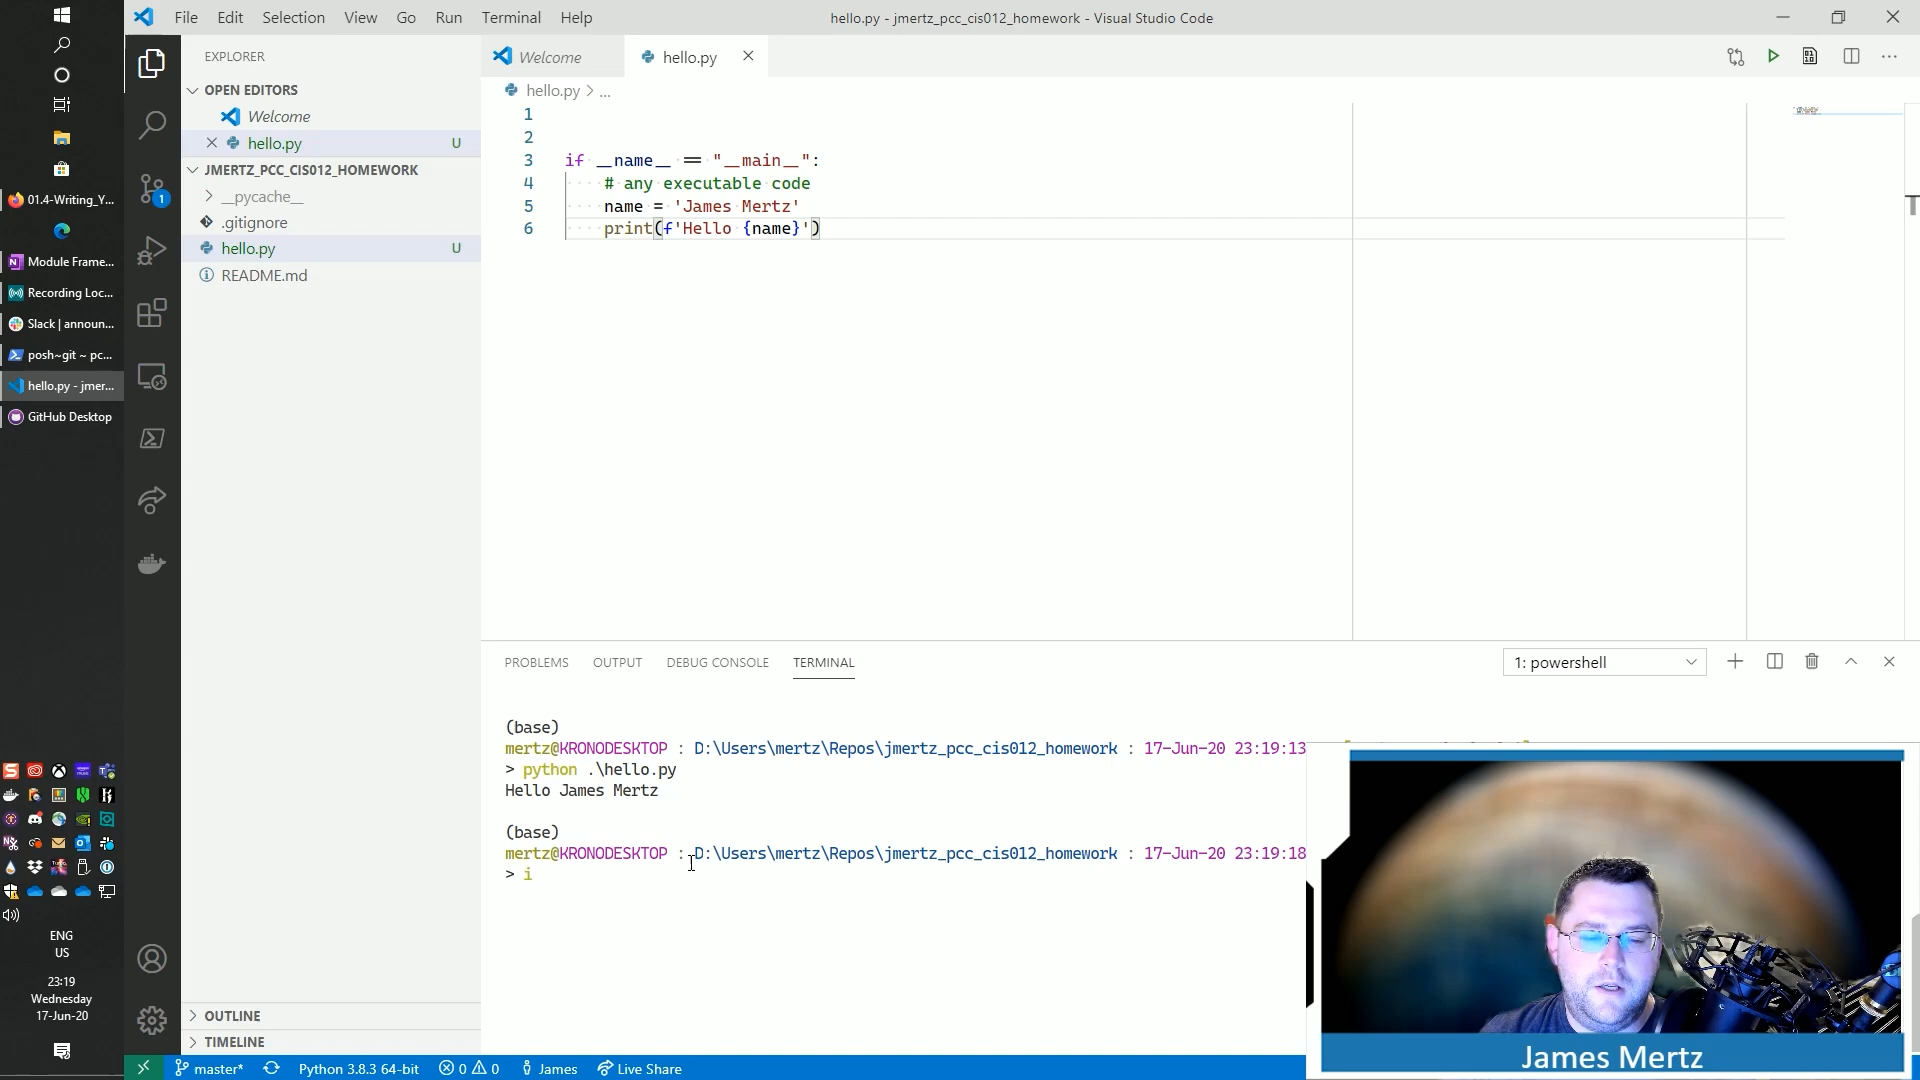 File Edit Selection View Go Run Terminal Help
hello.py - jmertz_pcc_cis012_homework - Visual Studio Code
EXPLORER
OPEN EDITORS
Welcome
hello.py U
JMERTZ_PCC_CIS012_HOMEWORK
__pycache__
.gitignore
hello.py U
README.md
OUTLINE
TIMELINE
Welcome
hello.py
hello.py > ...
1
2
3 if __name__ == "__main__":
4 # any executable code
5 name = 'James Mertz'
6 print(f'Hello {name}')
PROBLEMS OUTPUT DEBUG CONSOLE TERMINAL
1: powershell
(base)
mertz@KRONODESKTOP : D:\Users\mertz\Repos\jmertz_pcc_cis012_homework : 17-Jun-20 23:19:13
> python .\hello.py
Hello James Mertz
(base)
mertz@KRONODESKTOP : D:\Users\mertz\Repos\jmertz_pcc_cis012_homework : 17-Jun-20 23:19:18
> i
James Mertz
master* Python 3.8.3 64-bit 0 0 James Live Share
01.4-Writing_Y...
Module Frame...
Recording Loc...
Slack | announ...
posh~git ~ pc...
hello.py - jmer...
GitHub Desktop
1
ENG
US
23:19
Wednesday
17-Jun-20